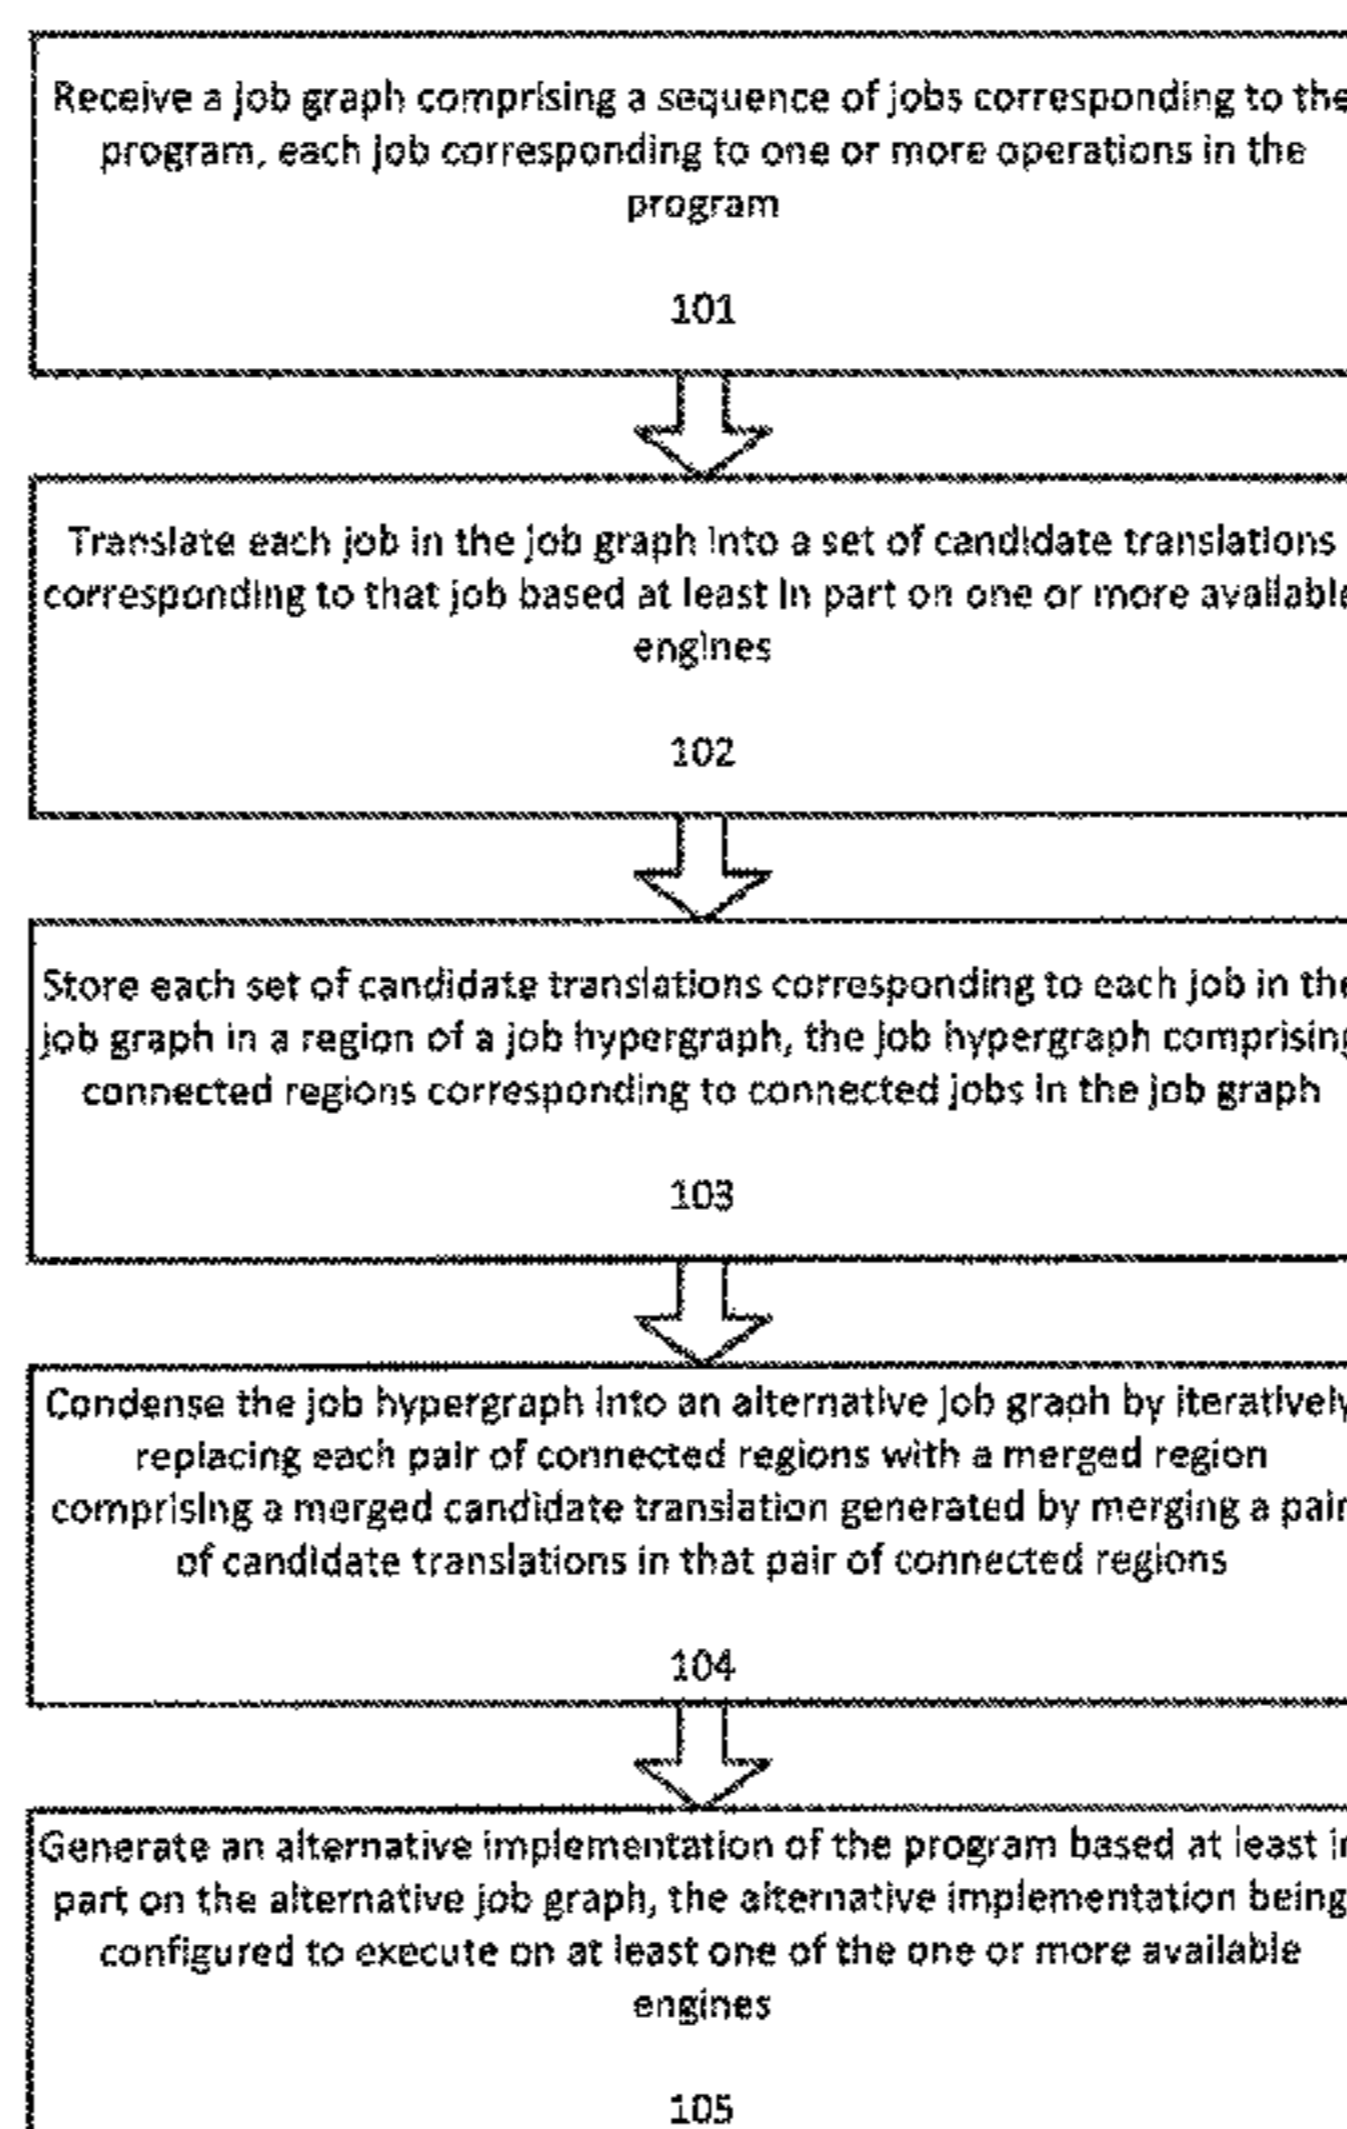 Receive a job graph comprising a sequence of jobs corresponding to the
program, each job corresponding to one or more operations in the
program
101
Translate each job in the job graph into a set of candidate translations
corresponding to that job based at least in part on one or more available
engines
102
Store each set of candidate translations corresponding to each job in the
job graph in a region of a job hypergraph, the job hypergraph comprising
connected regions corresponding to connected jobs in the job graph
103
Condense the job hypergraph into an alternative job graph by iteratively
replacing each pair of connected regions with a merged region
comprising a merged candidate translation generated by merging a pair
of candidate translations in that pair of connected regions
104
Generate an alternative implementation of the program based at least in
part on the alternative job graph, the alternative implementation being
configured to execute on at least one of the one or more available
engines
105